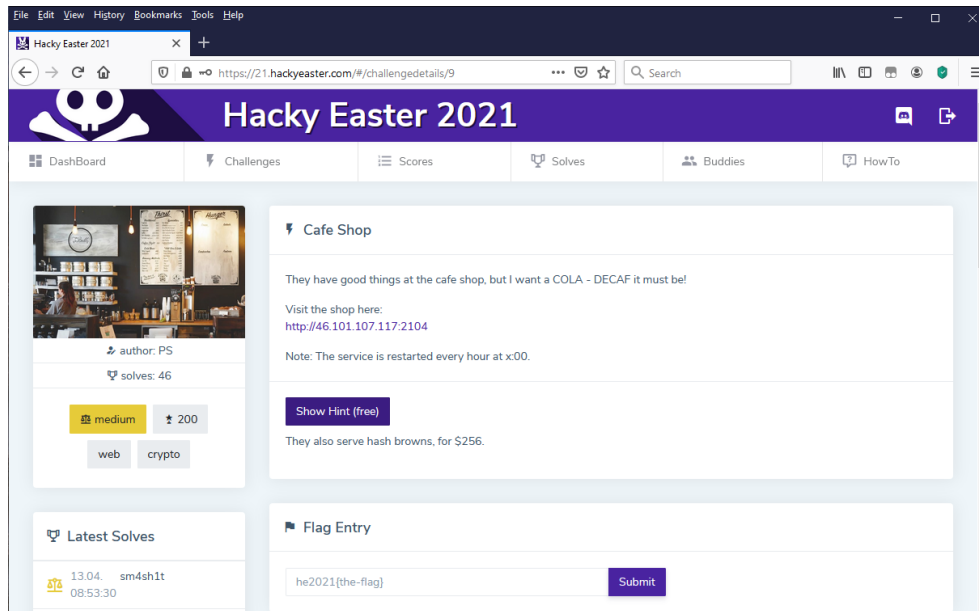 File Edit View History Bookmarks Tools Help
Hacky Easter 2021
https://21.hackyeaster.com/#/challengedetails/9
Search
Hacky Easter 2021
DashBoard
Challenges
Scores
Solves
Buddies
HowTo
Thirst
Hunger
author: PS
solves: 46
medium
200
web
crypto
Latest Solves
13.04. sm4sh1t
08:53:30
Cafe Shop
They have good things at the cafe shop, but I want a COLA - DECAF it must be!
Visit the shop here:
http://46.101.107.117:2104
Note: The service is restarted every hour at x:00.
Show Hint (free)
They also serve hash browns, for $256.
Flag Entry
he2021{the-flag}
Submit